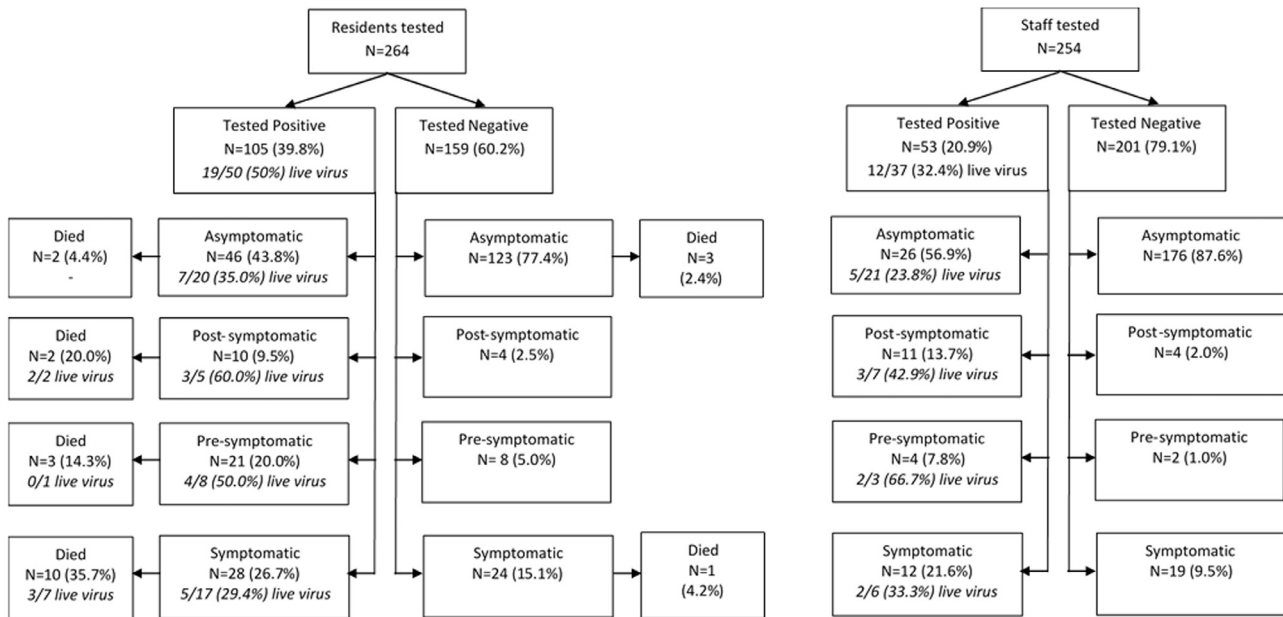 Residents tested
N=264
Tested Positive
N=105 (39.8%)
19/50 (50%) live virus
Tested Negative
N=159 (60.2%)
Died
N=2 (4.4%)
-
Asymptomatic
N=46 (43.8%)
7/20 (35.0%) live virus
Asymptomatic
N=123 (77.4%)
Died
N=3
(2.4%)
Died
N=2 (20.0%)
2/2 live virus
Post-symptomatic
N=10 (9.5%)
3/5 (60.0%) live virus
Post-symptomatic
N=4 (2.5%)
Died
N=3 (14.3%)
0/1 live virus
Pre-symptomatic
N=21 (20.0%)
4/8 (50.0%) live virus
Pre-symptomatic
N= 8 (5.0%)
Died
N=10 (35.7%)
3/7 live virus
Symptomatic
N=28 (26.7%)
5/17 (29.4%) live virus
Symptomatic
N=24 (15.1%)
Died
N=1
(4.2%)
Staff tested
N=254
Tested Positive
N=53 (20.9%)
12/37 (32.4%) live virus
Tested Negative
N=201 (79.1%)
Asymptomatic
N=26 (56.9%)
5/21 (23.8%) live virus
Asymptomatic
N=176 (87.6%)
Post-symptomatic
N=11 (13.7%)
3/7 (42.9%) live virus
Post-symptomatic
N=4 (2.0%)
Pre-symptomatic
N=4 (7.8%)
2/3 (66.7%) live virus
Pre-symptomatic
N=2 (1.0%)
Symptomatic
N=12 (21.6%)
2/6 (33.3%) live virus
Symptomatic
N=19 (9.5%)